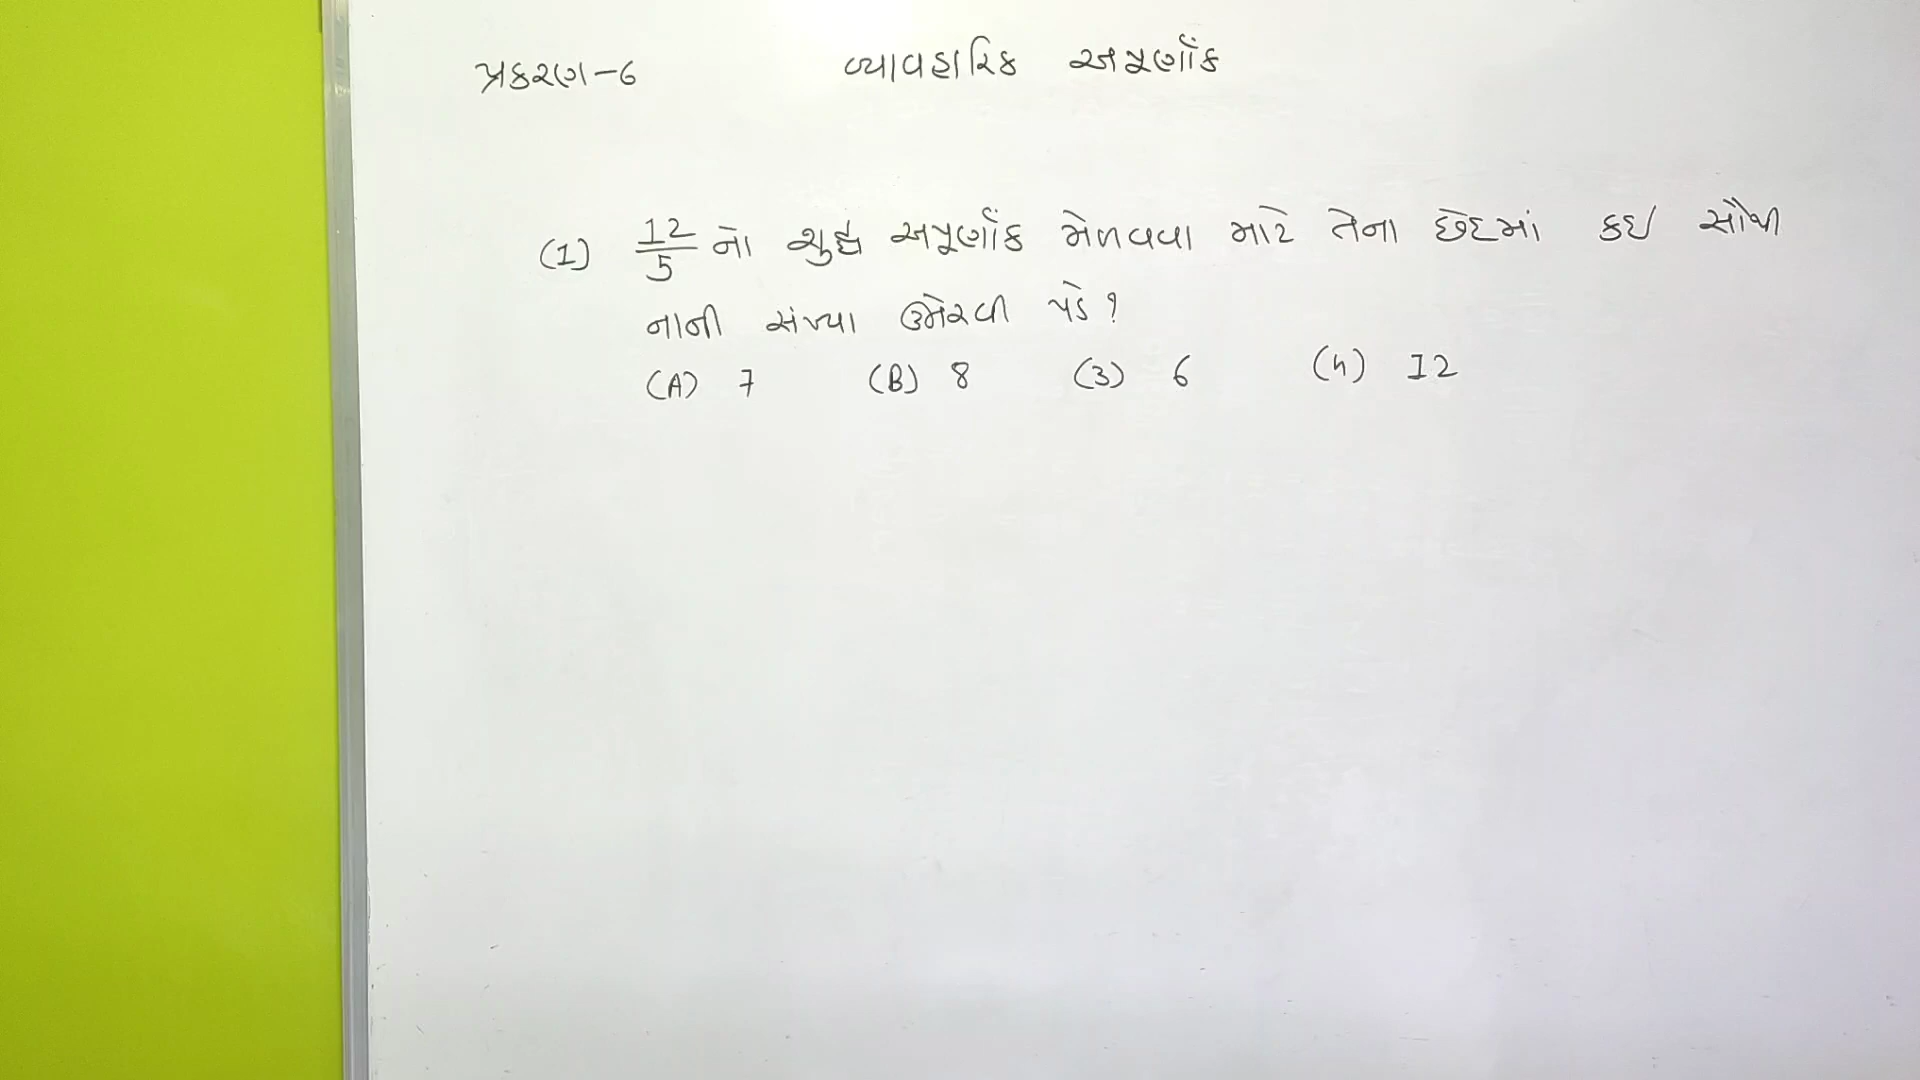 પ્રકરણ-6 વ્યાવહારિક અપૂર્ણાંક
(1) 12/5 નો શુદ્ધ અપૂર્ણાંક મેળવવા માટે તેના છેદમાં કઇ સૌથી
નાની સંખ્યા ઉમેરવી પડે ?
(A) 7 (B) 8 (3) 6 (4) 12